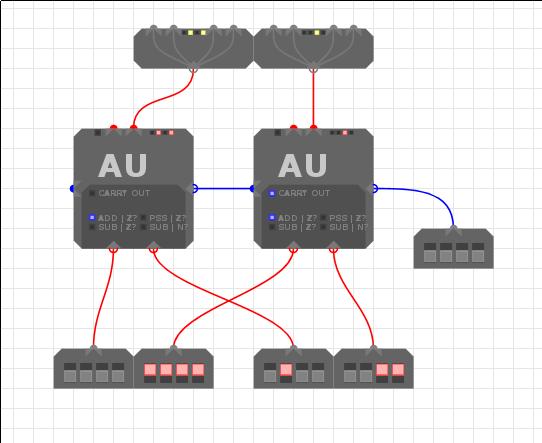 AU
CARRY OUT
ADD | Z? PSS | Z?
SUB | Z? SUB | N?
AU
CARRY OUT
ADD | Z? PSS | Z?
SUB | Z? SUB | N?